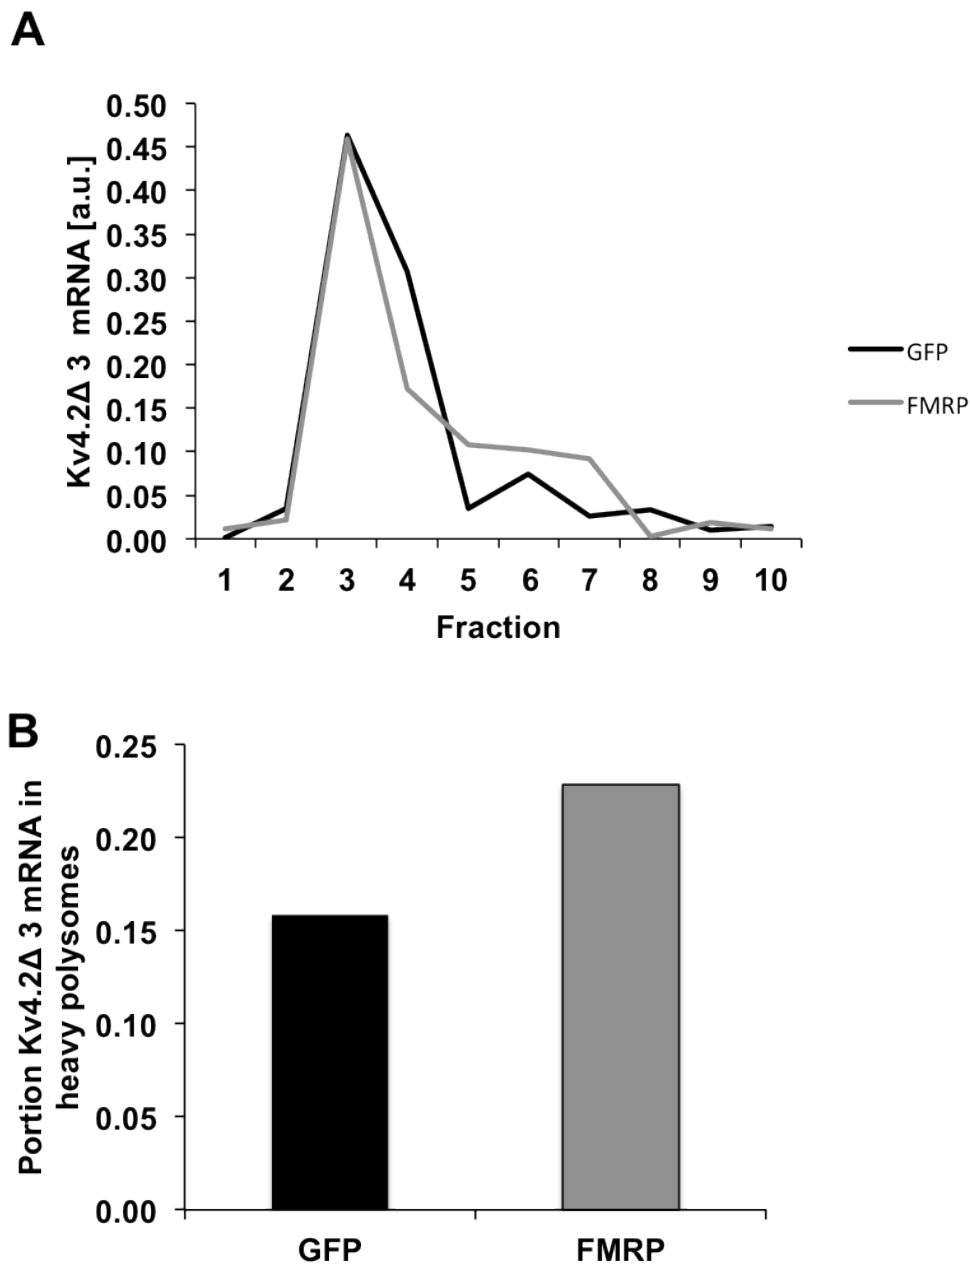 A
0.50
0.45
0.40
0.35
0.30
0.25
0.20
0.15
0.10
0.05
0.00
Kv4.2Δ 3 mRNA [a.u.]
1 2 3 4 5 6 7 8 9 10
Fraction
GFP
FMRP
B
0.25
0.20
0.15
0.10
0.05
0.00
Portion Kv4.2Δ 3 mRNA in
heavy polysomes
GFP FMRP